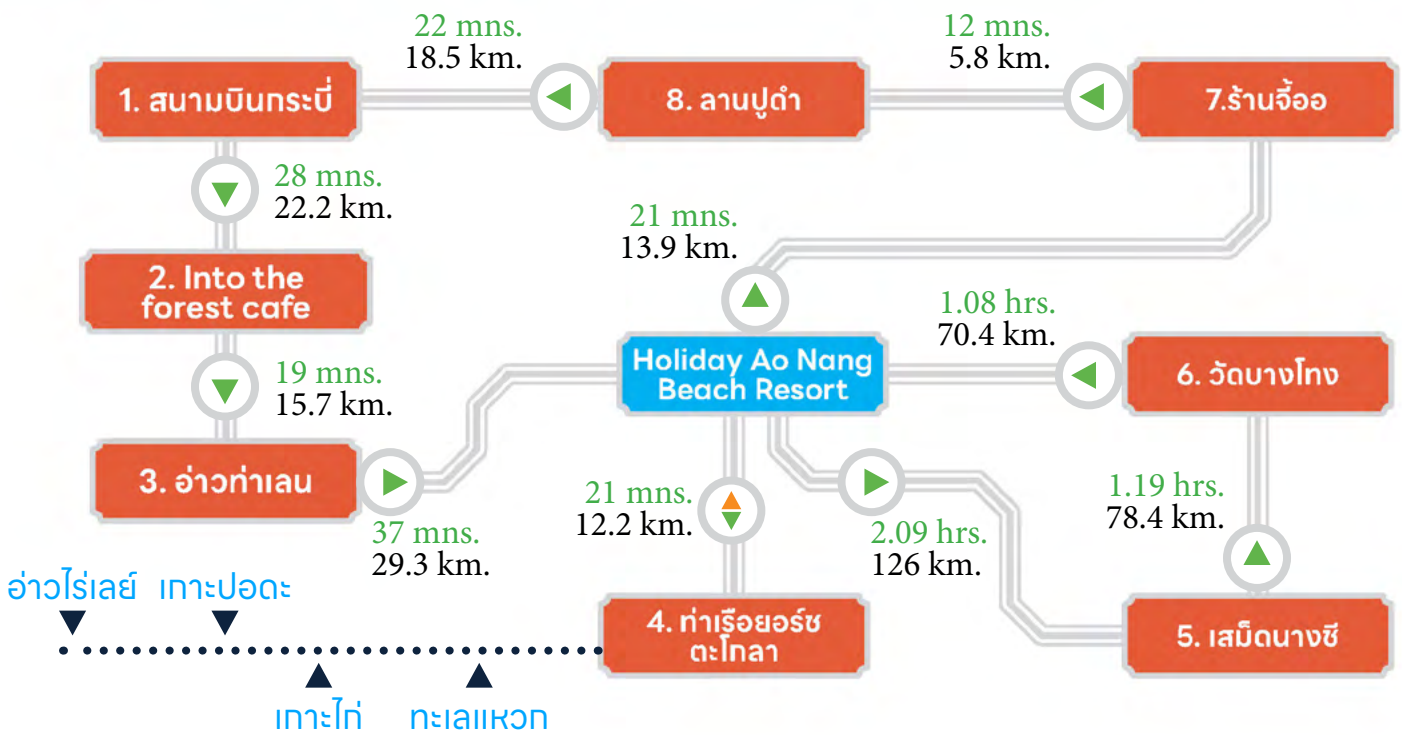 22 mns.
18.5 km.
12 mns.
5.8 km.
1. สนามบินกระบี่
8. ลานปูดำ
7.ร้านจี้ออ
28 mns.
22.2 km.
21 mns.
13.9 km.
2. Into the
forest cafe
1.08 hrs.
70.4 km.
Holiday Ao Nang
Beach Resort
6. วัดบางโทง
19 mns.
15.7 km.
3. อ่าวท่าเลน
37 mns.
29.3 km.
21 mns.
12.2 km.
2.09 hrs.
126 km.
1.19 hrs.
78.4 km.
อ่าวไร่เลย์
เกาะปอดะ
4. ท่าเรือยอร์ช
ตะโกลา
5. เสม็ดนางชี
เกาะไก่
ทะเลแหวก